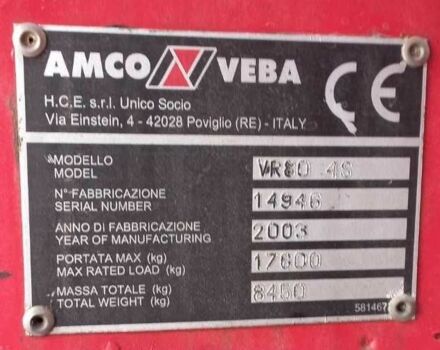 AMCO VEBA
CE
H.C.E. s.r.l. Unico Socio
Via Einstein, 4 - 42028 Poviglio (RE) - ITALY
MODELLO
MODEL
VR80 4S
N° FABBRICAZIONE
SERIAL NUMBER
14946
ANNO DI FABBRICAZIONE
YEAR OF MANUFACTURING
2003
PORTATA MAX (kg)
MAX RATED LOAD (kg)
17600
MASSA TOTALE (kg)
TOTAL WEIGHT (kg)
8450